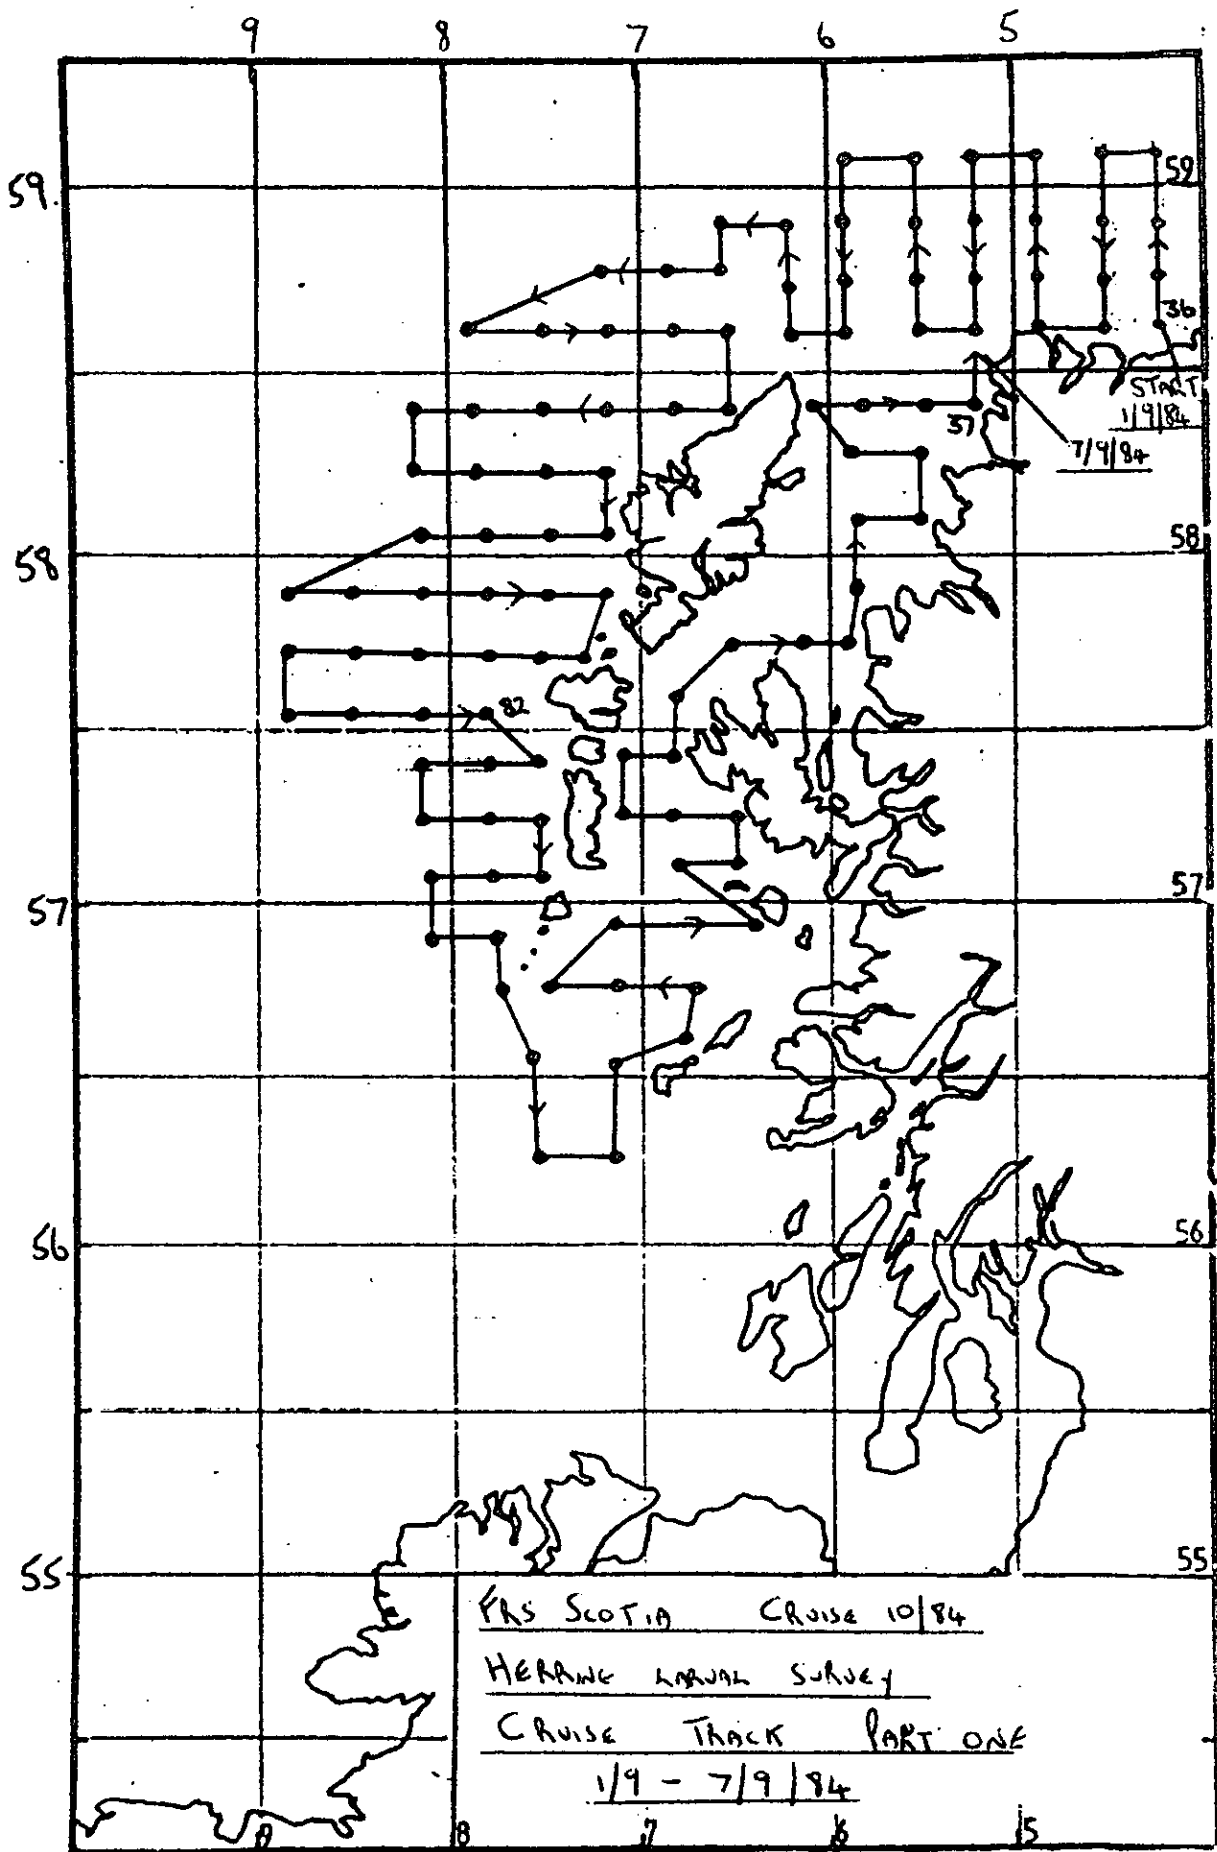 9 8 7 6 5
59 59
36
START
1/9/84
37
7/9/84
58 58
82
57 57
56 56
55 55
FRS SCOTIA CRUISE 10/84
HERRING LARVAL SURVEY
CRUISE TRACK PART ONE
1/9 - 7/9/84
9 8 7 6 5